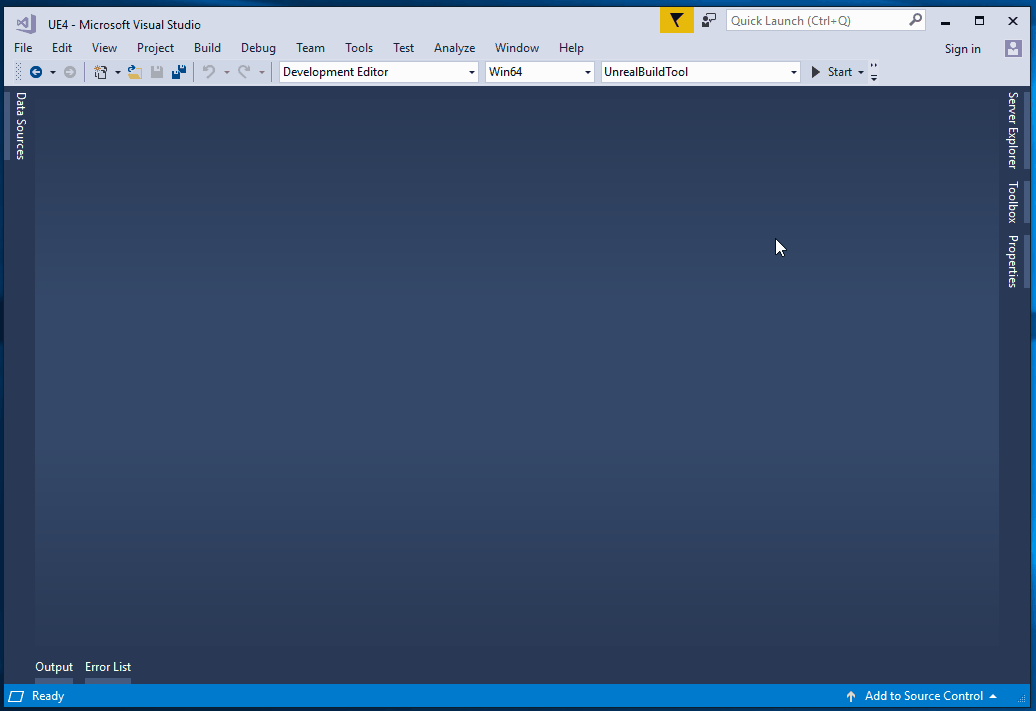 UE4 - Microsoft Visual Studio
Quick Launch (Ctrl+Q)
File Edit View Project Build Debug Team Tools Test Analyze Window Help
Sign in
Development Editor
Win64
UnrealBuildTool
Start
Data Sources
Server Explorer
Toolbox
Properties
Output Error List
Ready
Add to Source Control